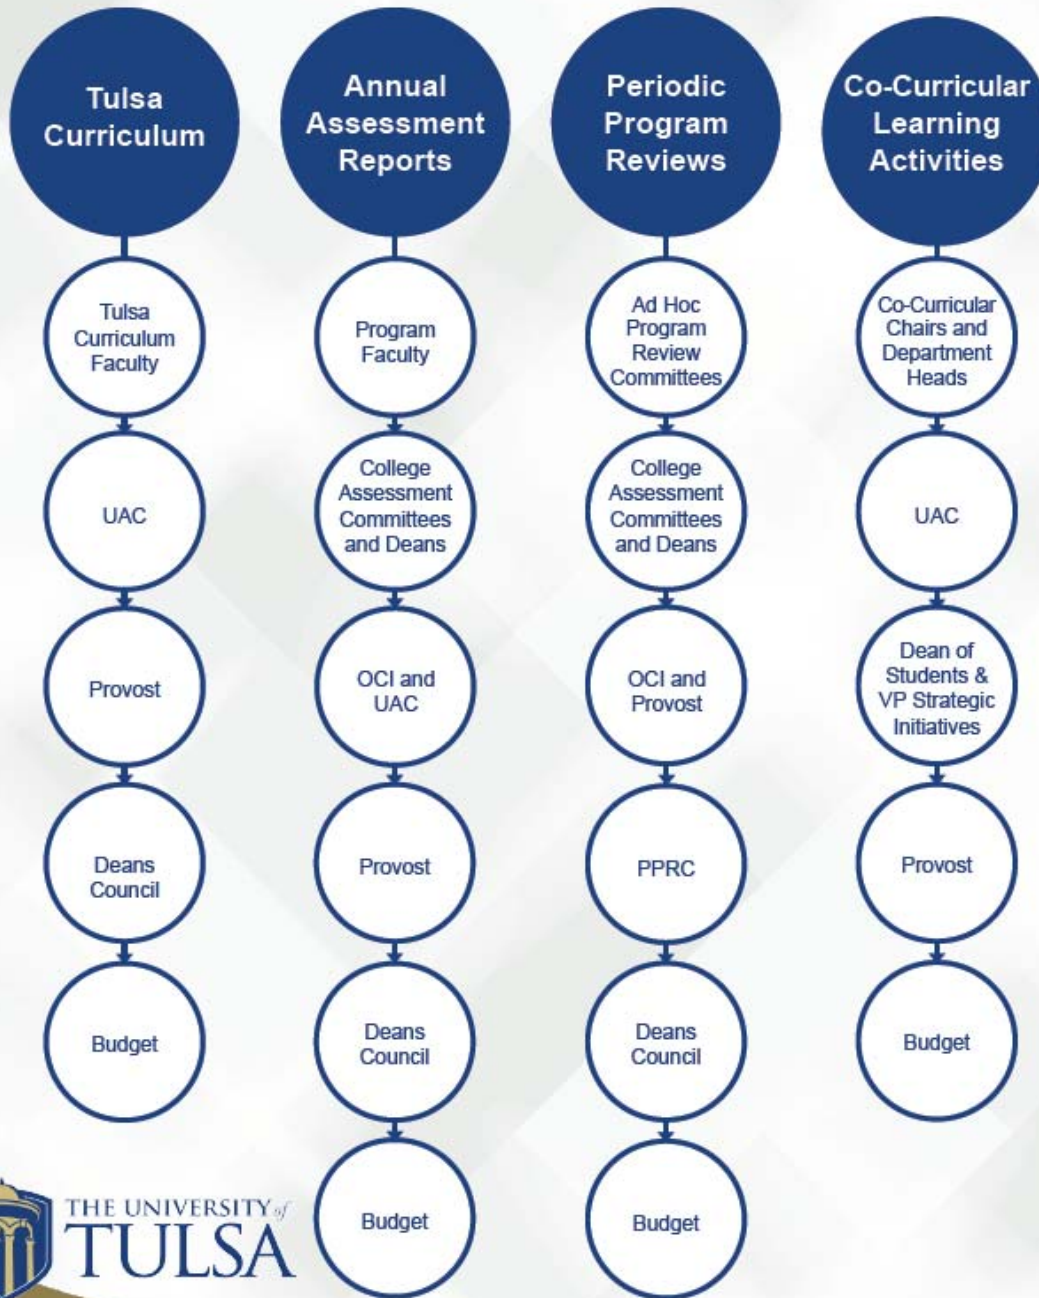 Tulsa
Curriculum
Tulsa
Curriculum
Faculty
UAC
Provost
Deans
Council
Budget
Annual
Assessment
Reports
Program
Faculty
College
Assessment
Committees
and Deans
OCI and
UAC
Provost
Deans
Council
Budget
Periodic
Program
Reviews
Ad Hoc
Program
Review
Committees
College
Assessment
Committees
and Deans
OCI and
Provost
PPRC
Deans
Council
Budget
Co-Curricular
Learning
Activities
Co-Curricular
Chairs and
Department
Heads
UAC
Dean of
Students &
VP Strategic
Initiatives
Provost
Budget
THE UNIVERSITY of
TULSA